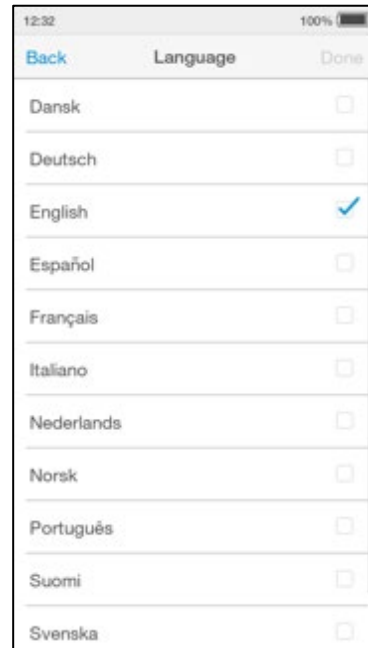 12:32 100%
Back Language Done
Dansk
Deutsch
English
Español
Français
Italiano
Nederlands
Norsk
Português
Suomi
Svenska